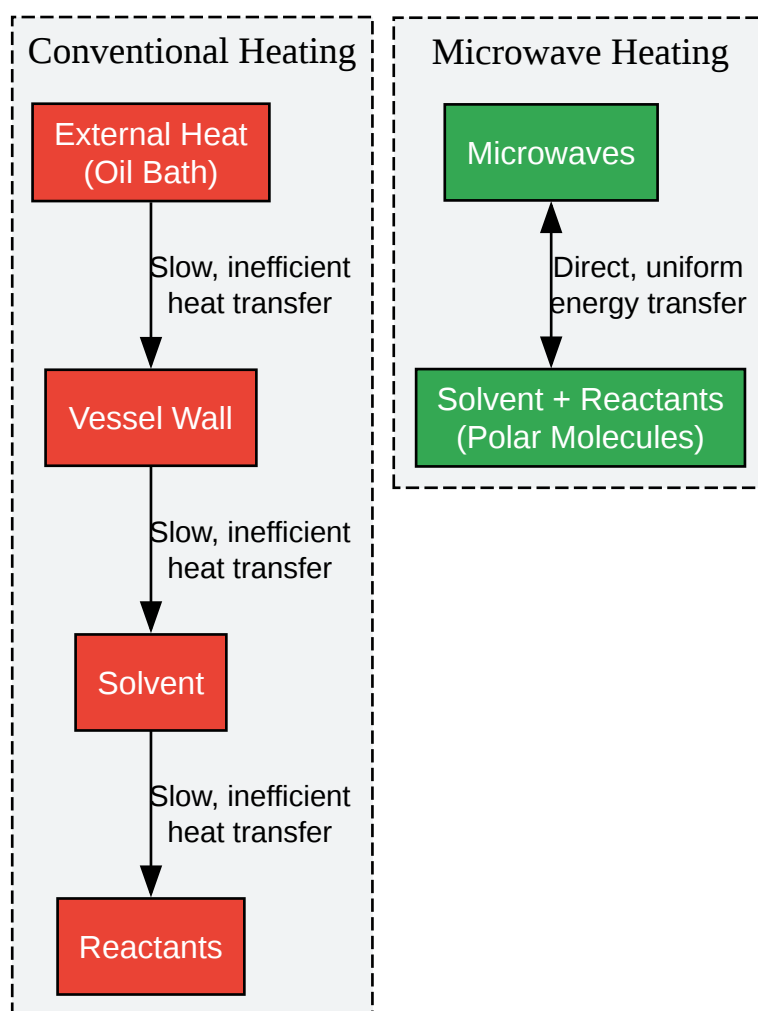 Conventional Heating
External Heat
(Oil Bath)
Slow, inefficient
heat transfer
Vessel Wall
Slow, inefficient
heat transfer
Solvent
Slow, inefficient
heat transfer
Reactants
Microwave Heating
Microwaves
Direct, uniform
energy transfer
Solvent + Reactants
(Polar Molecules)